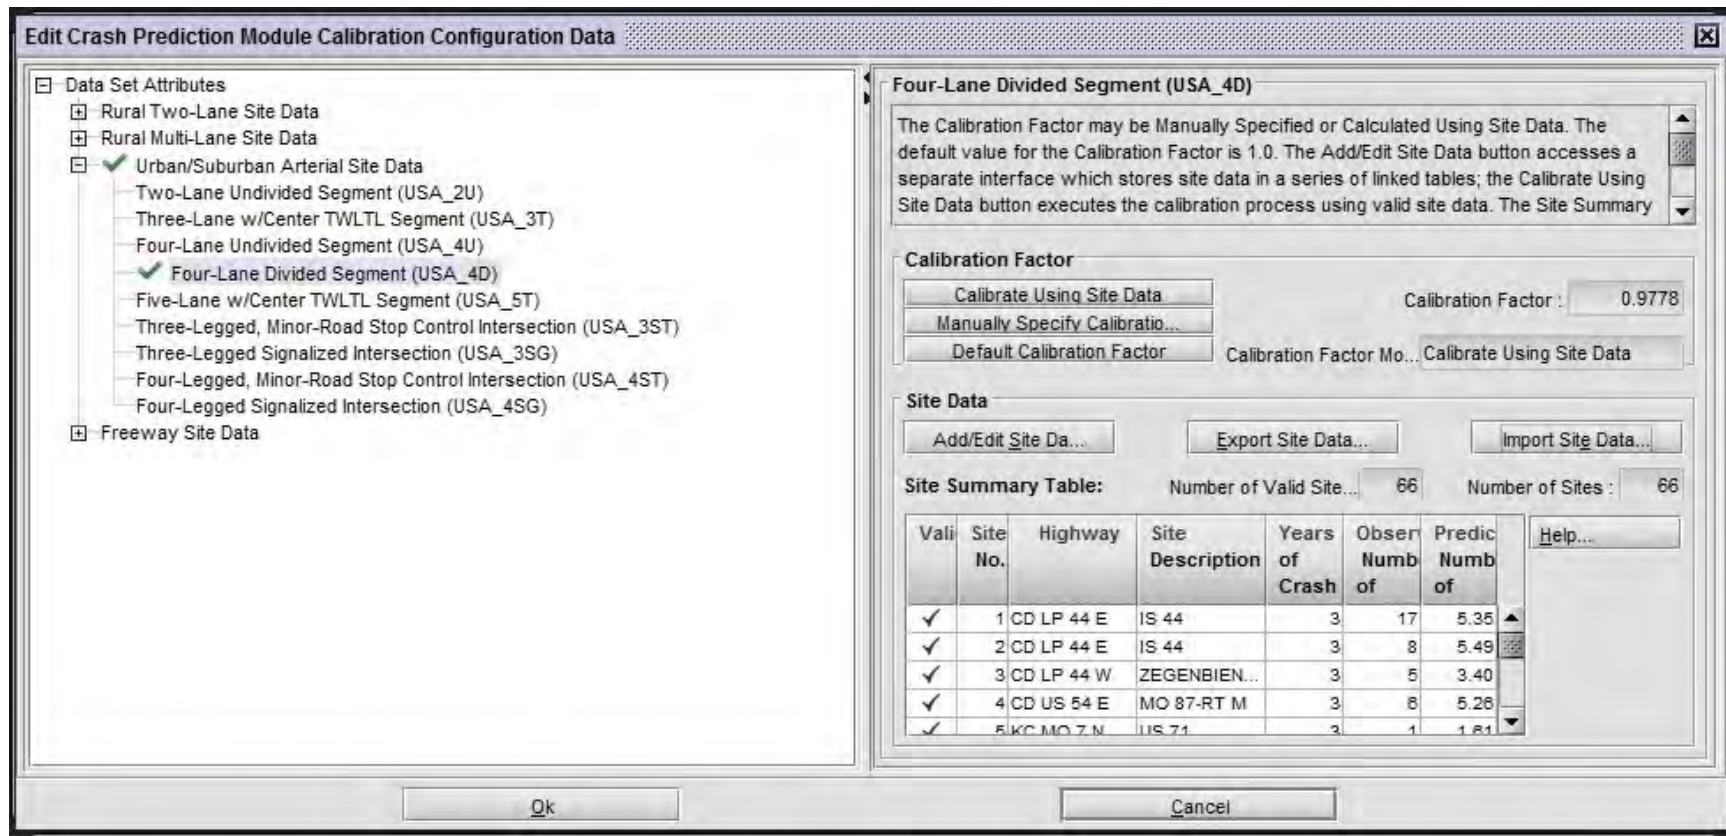 Edit Crash Prediction Module Calibration Configuration Data
Data Set Attributes
Rural Two-Lane Site Data
Rural Multi-Lane Site Data
Urban/Suburban Arterial Site Data
Two-Lane Undivided Segment (USA_2U)
Three-Lane w/Center TWLTL Segment (USA_3T)
Four-Lane Undivided Segment (USA_4U)
Four-Lane Divided Segment (USA_4D)
Five-Lane w/Center TWLTL Segment (USA_5T)
Three-Legged, Minor-Road Stop Control Intersection (USA_3ST)
Three-Legged Signalized Intersection (USA_3SG)
Four-Legged, Minor-Road Stop Control Intersection (USA_4ST)
Four-Legged Signalized Intersection (USA_4SG)
Freeway Site Data
Four-Lane Divided Segment (USA_4D)
The Calibration Factor may be Manually Specified or Calculated Using Site Data. The
default value for the Calibration Factor is 1.0. The Add/Edit Site Data button accesses a
separate interface which stores site data in a series of linked tables; the Calibrate Using
Site Data button executes the calibration process using valid site data. The Site Summary
Calibration Factor
Calibrate Using Site Data
Calibration Factor : 0.9778
Manually Specify Calibratio...
Default Calibration Factor
Calibration Factor Mo... Calibrate Using Site Data
Site Data
Add/Edit Site Da... Export Site Data... Import Site Data...
Site Summary Table: Number of Valid Site... 66 Number of Sites : 66
Vali Site Highway Site Years Obser Predic
No. Description of Numb Numb
Crash of of
Help...
1 CD LP 44 E IS 44 3 17 5.35
2 CD LP 44 E IS 44 3 8 5.49
3 CD LP 44 W ZEGENBIEN... 3 5 3.40
4 CD US 54 E MO 87-RT M 3 6 5.26
5 KC MO 7 N US 71 3 1 1.61
Ok Cancel